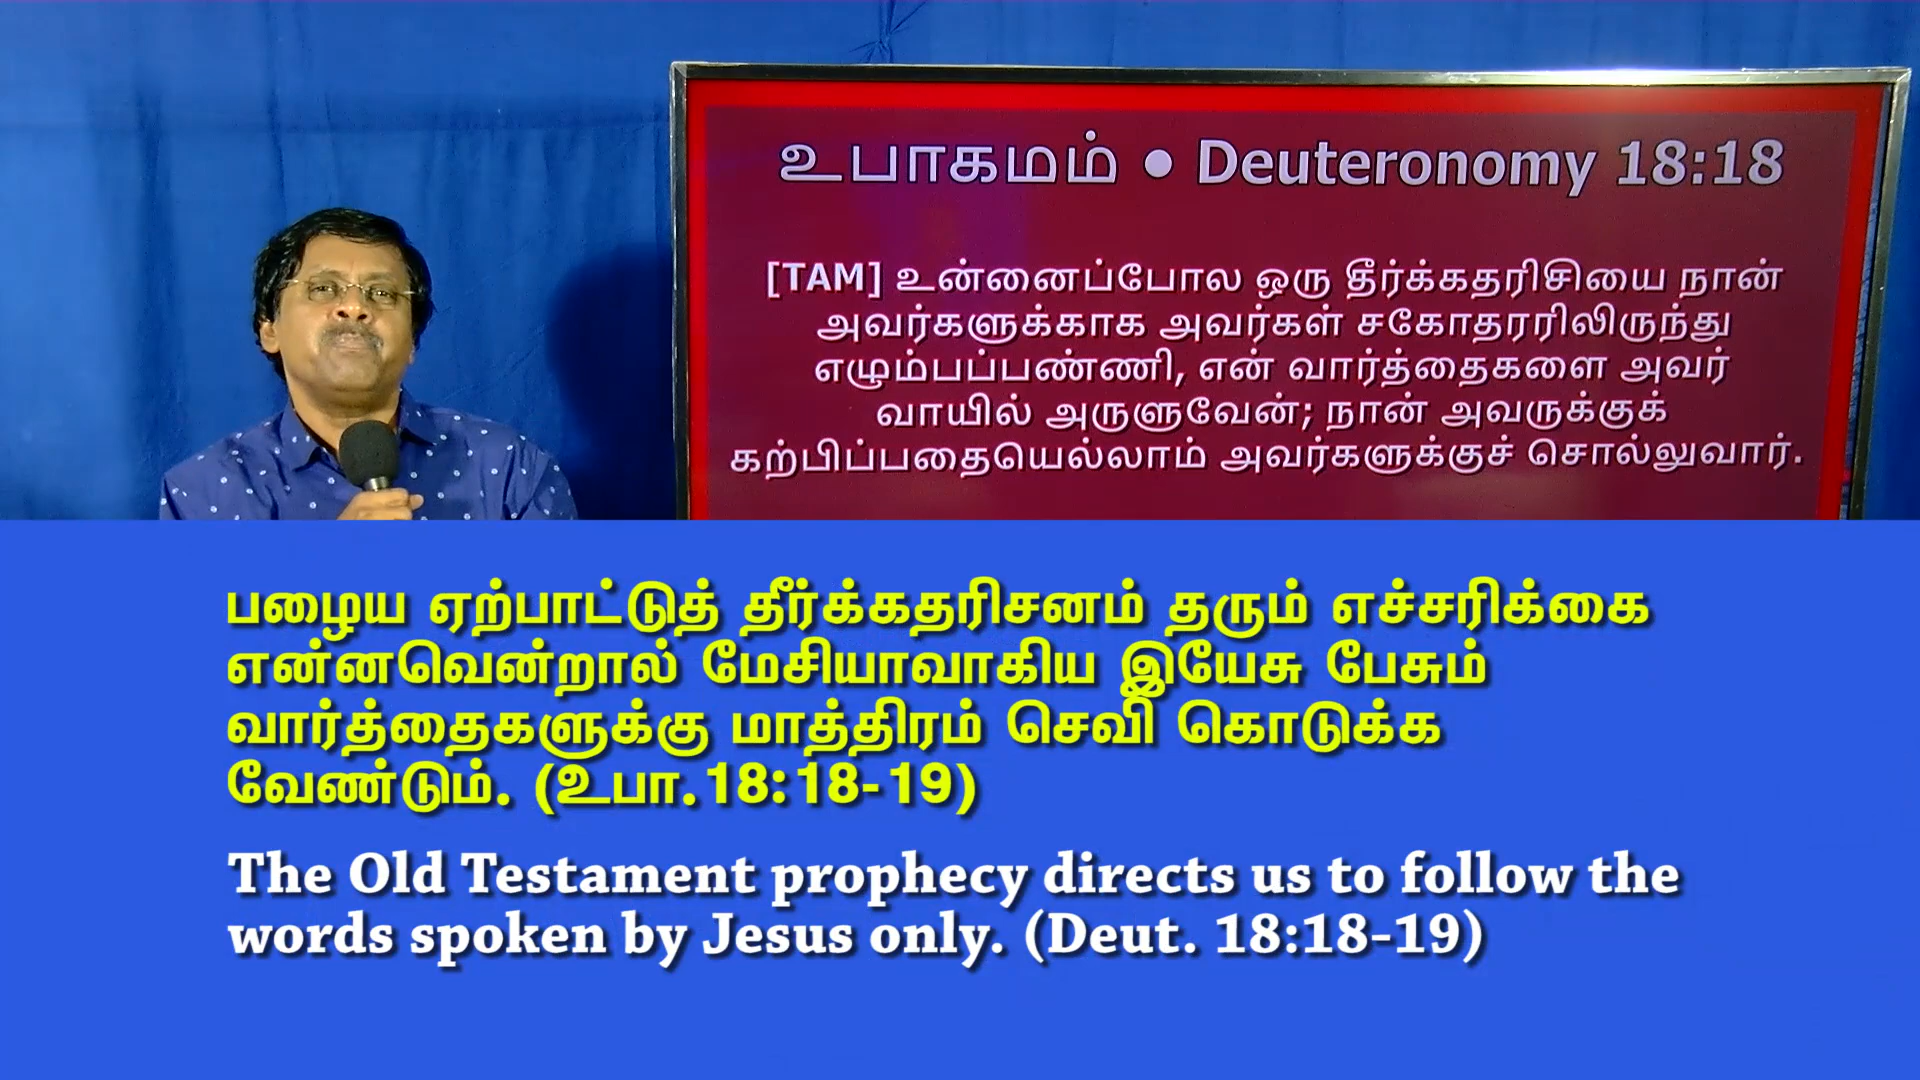 உபாகமம் • Deuteronomy 18:18
[TAM] உன்னைப்போல ஒரு தீர்க்கதரிசியை நான்
அவர்களுக்காக அவர்கள் சகோதரரிலிருந்து
எழும்பப்பண்ணி, என் வார்த்தைகளை அவர்
வாயில் அருளுவேன்; நான் அவருக்குக்
கற்பிப்பதையெல்லாம் அவர்களுக்குச் சொல்லுவார்.
பழைய ஏற்பாட்டுத் தீர்க்கதரிசனம் தரும் எச்சரிக்கை
என்னவென்றால் மேசியாவாகிய இயேசு பேசும்
வார்த்தைகளுக்கு மாத்திரம் செவி கொடுக்க
வேண்டும். (உபா.18:18-19)
The Old Testament prophecy directs us to follow the
words spoken by Jesus only. (Deut. 18:18-19)